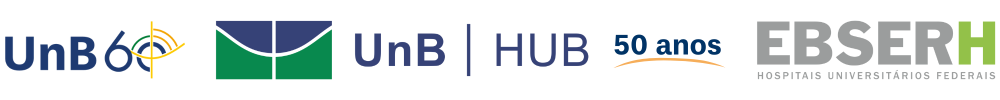 UnB 60
UnB | HUB
50 anos
EBSERH
HOSPITAIS UNIVERSITÁRIOS FEDERAIS